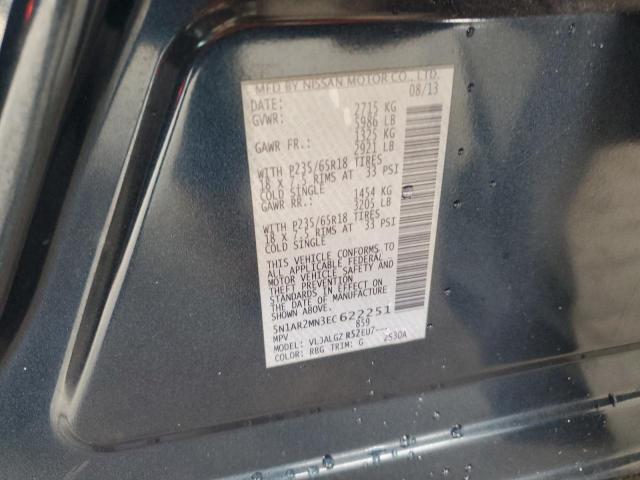 MFD BY NISSAN MOTOR CO., LTD.
DATE: 08/13
GVWR: 2715 KG
5986 LB
GAWR FR.: 1325 KG
2921 LB
WITH P235/65R18 TIRES
18 X 7.5 RIMS AT 33 PSI
COLD SINGLE
GAWR RR.: 1454 KG
3205 LB
WITH P235/65R18 TIRES
18 X 7.5 RIMS AT 33 PSI
COLD SINGLE
THIS VEHICLE CONFORMS TO
ALL APPLICABLE FEDERAL
MOTOR VEHICLE SAFETY AND
THEFT PREVENTION
STANDARDS IN EFFECT ON
THE DATE OF MANUFACTURE
SHOWN ABOVE.
5N1AR2MN3EC622251
MPV 859
MODEL: VLJALGZ R52EU7---
COLOR: RBG TRIM: G 2530A